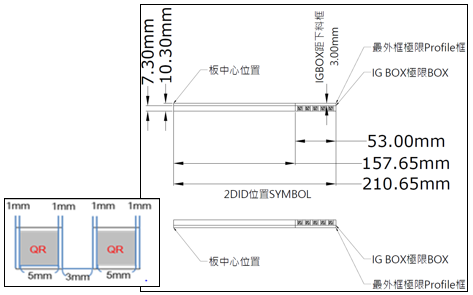 7.30mm
10.30mm
IGBOX距下料框
3.00mm
最外框極限Profile框
板中心位置
IG BOX極限BOX
53.00mm
157.65mm
2DID位置SYMBOL
210.65mm
1mm 1mm 1mm 1mm
QR QR
5mm 3mm 5mm
板中心位置
IG BOX極限BOX
最外框極限Profile框